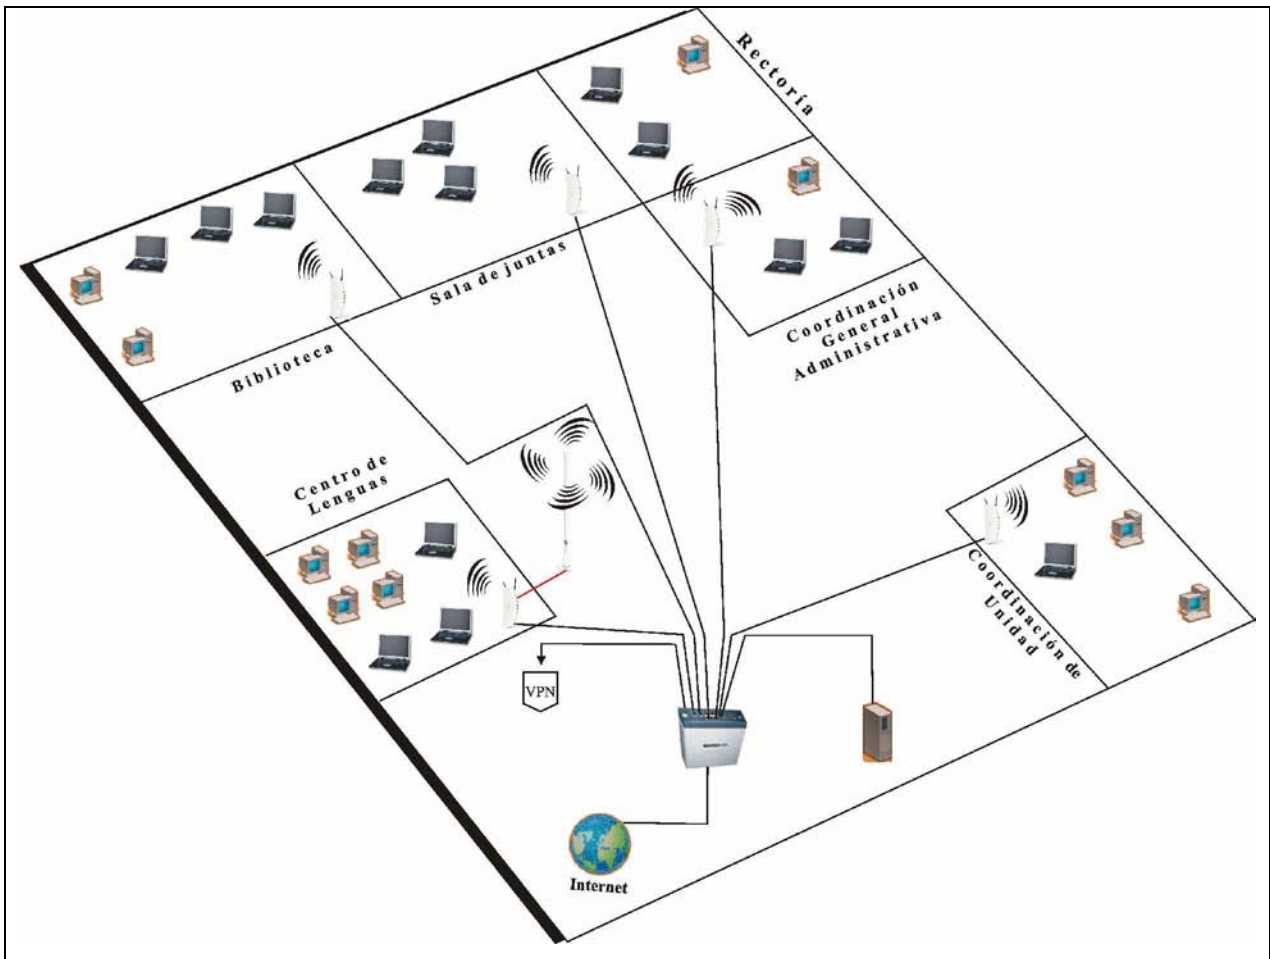 Rectoría
Sala de juntas
Coordinación
General
Administrativa
Biblioteca
Centro de
Lenguas
Coordinación de
Unidad
VPN
Internet